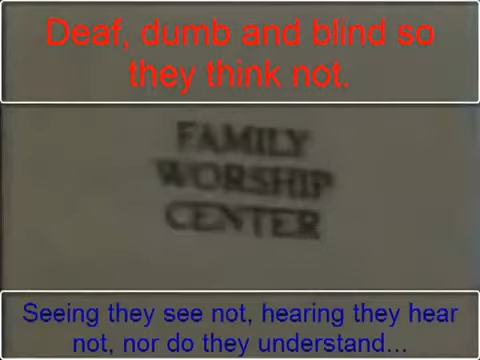 Deaf, dumb and blind so
they think not.
FAMILY
WORSHIP
CENTER
Seeing they see not, hearing they hear
not, nor do they understand...